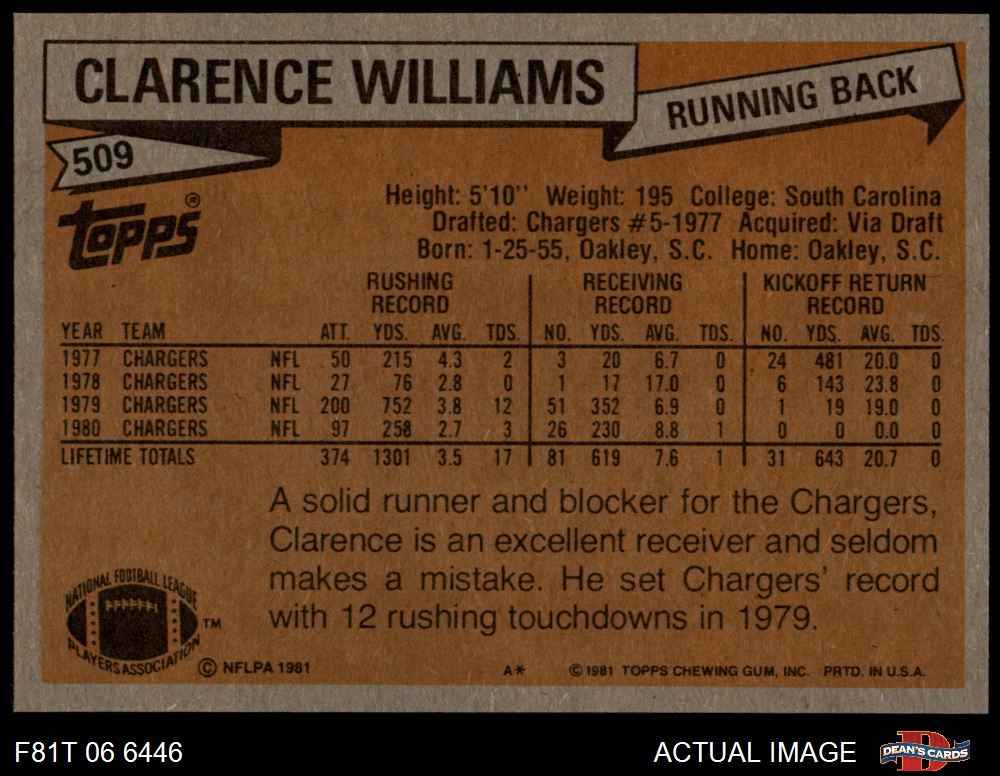 CLARENCE WILLIAMS
RUNNING BACK
509
TOPPS®
Height: 5'10'' Weight: 195 College: South Carolina
Drafted: Chargers #5-1977 Acquired: Via Draft
Born: 1-25-55, Oakley, S.C. Home: Oakley, S.C.
RUSHING RECORD RECEIVING RECORD KICKOFF RETURN RECORD
YEAR TEAM ATT. YDS. AVG. TDS. NO. YDS. AVG. TDS. NO. YDS. AVG. TDS.
1977 CHARGERS NFL 50 215 4.3 2 3 20 6.7 0 24 481 20.0 0
1978 CHARGERS NFL 27 76 2.8 0 1 17 17.0 0 6 143 23.8 0
1979 CHARGERS NFL 200 752 3.8 12 51 352 6.9 0 1 19 19.0 0
1980 CHARGERS NFL 97 258 2.7 3 26 230 8.8 1 0 0 0.0 0
LIFETIME TOTALS 374 1301 3.5 17 81 619 7.6 1 31 643 20.7 0
A solid runner and blocker for the Chargers,
Clarence is an excellent receiver and seldom
makes a mistake. He set Chargers' record
with 12 rushing touchdowns in 1979.
NATIONAL FOOTBALL LEAGUE
PLAYERS ASSOCIATION
TM
© NFLPA 1981 A* © 1981 TOPPS CHEWING GUM, INC. PRTD. IN U.S.A.
F81T 06 6446 ACTUAL IMAGE
D
DEAN'S CARDS